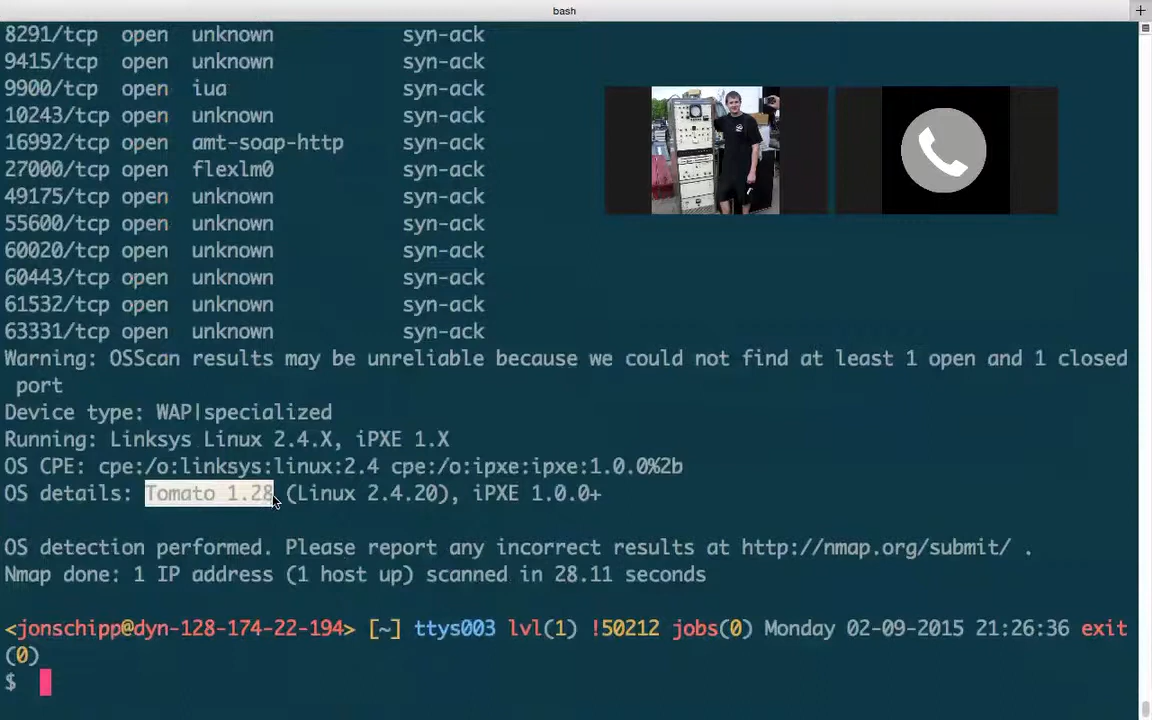 bash
+
8291/tcp open unknown syn-ack
9415/tcp open unknown syn-ack
9900/tcp open iua syn-ack
10243/tcp open unknown syn-ack
16992/tcp open amt-soap-http syn-ack
27000/tcp open flexlm0 syn-ack
49175/tcp open unknown syn-ack
55600/tcp open unknown syn-ack
60020/tcp open unknown syn-ack
60443/tcp open unknown syn-ack
61532/tcp open unknown syn-ack
63331/tcp open unknown syn-ack
Warning: OSScan results may be unreliable because we could not find at least 1 open and 1 closed
port
Device type: WAP|specialized
Running: Linksys Linux 2.4.X, iPXE 1.X
OS CPE: cpe:/o:linksys:linux:2.4 cpe:/o:ipxe:ipxe:1.0.0%2b
OS details: Tomato 1.28 (Linux 2.4.20), iPXE 1.0.0+
OS detection performed. Please report any incorrect results at http://nmap.org/submit/ .
Nmap done: 1 IP address (1 host up) scanned in 28.11 seconds
<jonschipp@dyn-128-174-22-194> [~] ttys003 lvl(1) !50212 jobs(0) Monday 02-09-2015 21:26:36 exit
(0)
$